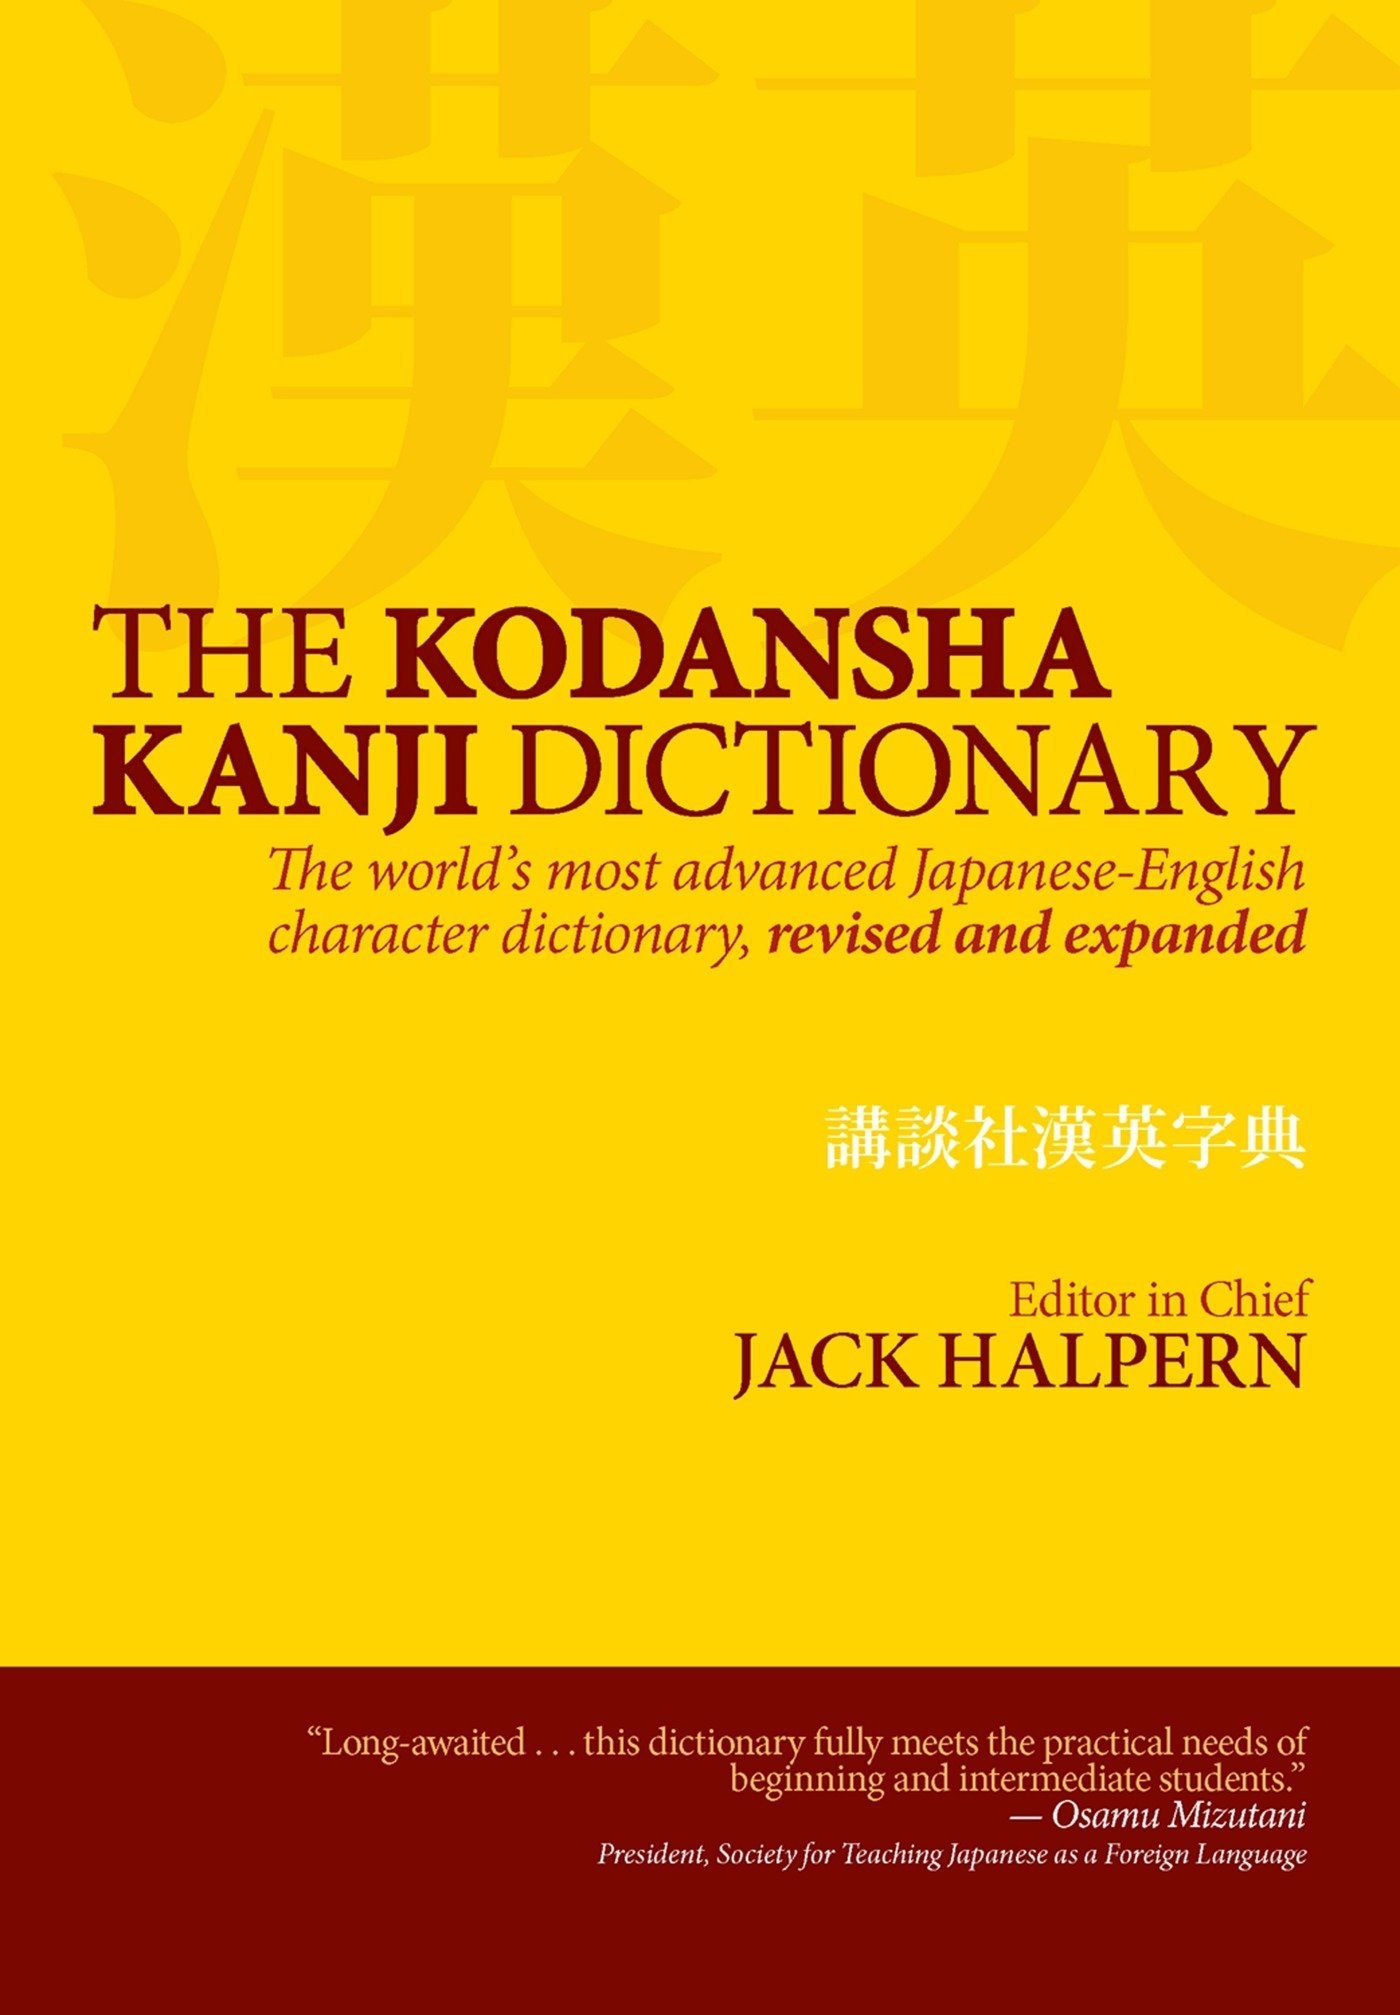 漢英
THE KODANSHA
KANJI DICTIONARY
The world's most advanced Japanese-English
character dictionary, revised and expanded
講談社漢英字典
Editor in Chief
JACK HALPERN
“Long-awaited . . . this dictionary fully meets the practical needs of
beginning and intermediate students.”
— Osamu Mizutani
President, Society for Teaching Japanese as a Foreign Language